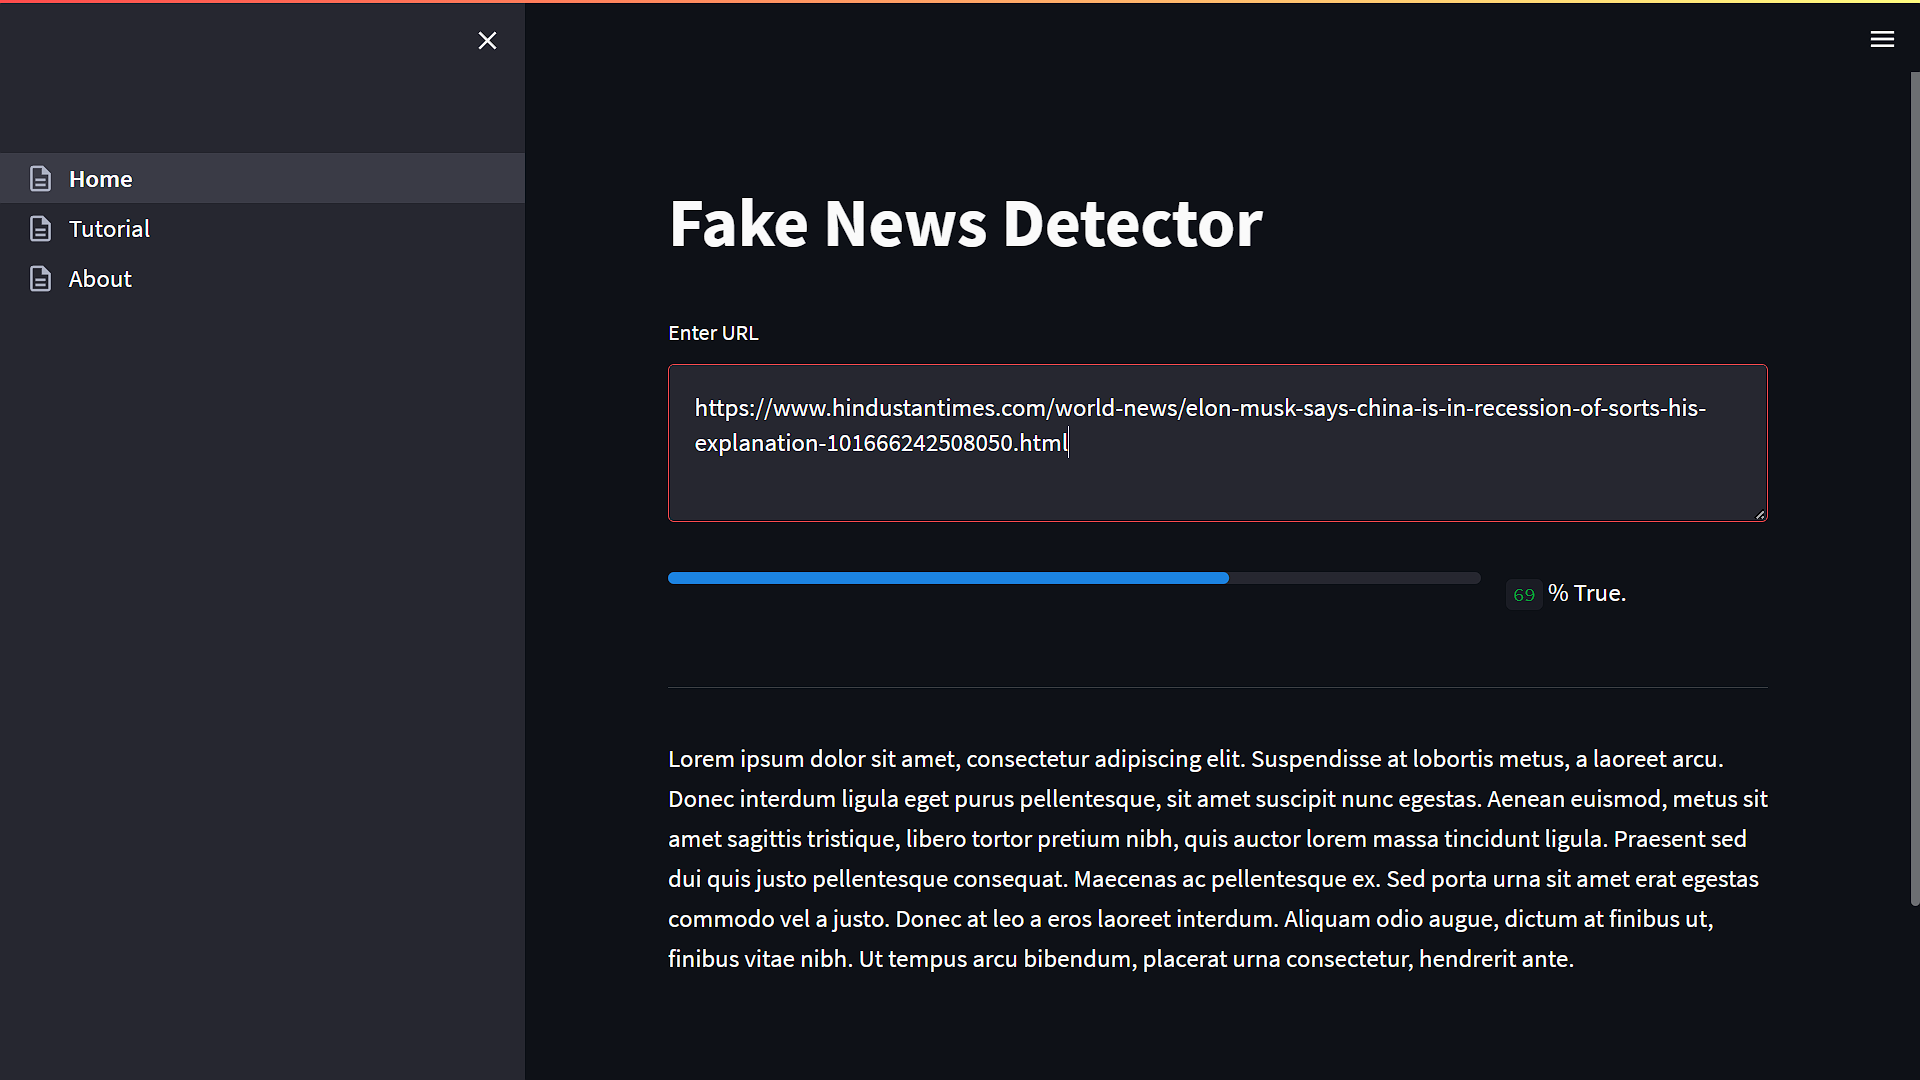 Home
Tutorial
About
Fake News Detector
Enter URL
https://www.hindustantimes.com/world-news/elon-musk-says-china-is-in-recession-of-sorts-his-
explanation-101666242508050.html
69 % True.
Lorem ipsum dolor sit amet, consectetur adipiscing elit. Suspendisse at lobortis metus, a laoreet arcu.
Donec interdum ligula eget purus pellentesque, sit amet suscipit nunc egestas. Aenean euismod, metus sit
amet sagittis tristique, libero tortor pretium nibh, quis auctor lorem massa tincidunt ligula. Praesent sed
dui quis justo pellentesque consequat. Maecenas ac pellentesque ex. Sed porta urna sit amet erat egestas
commodo vel a justo. Donec at leo a eros laoreet interdum. Aliquam odio augue, dictum at finibus ut,
finibus vitae nibh. Ut tempus arcu bibendum, placerat urna consectetur, hendrerit ante.